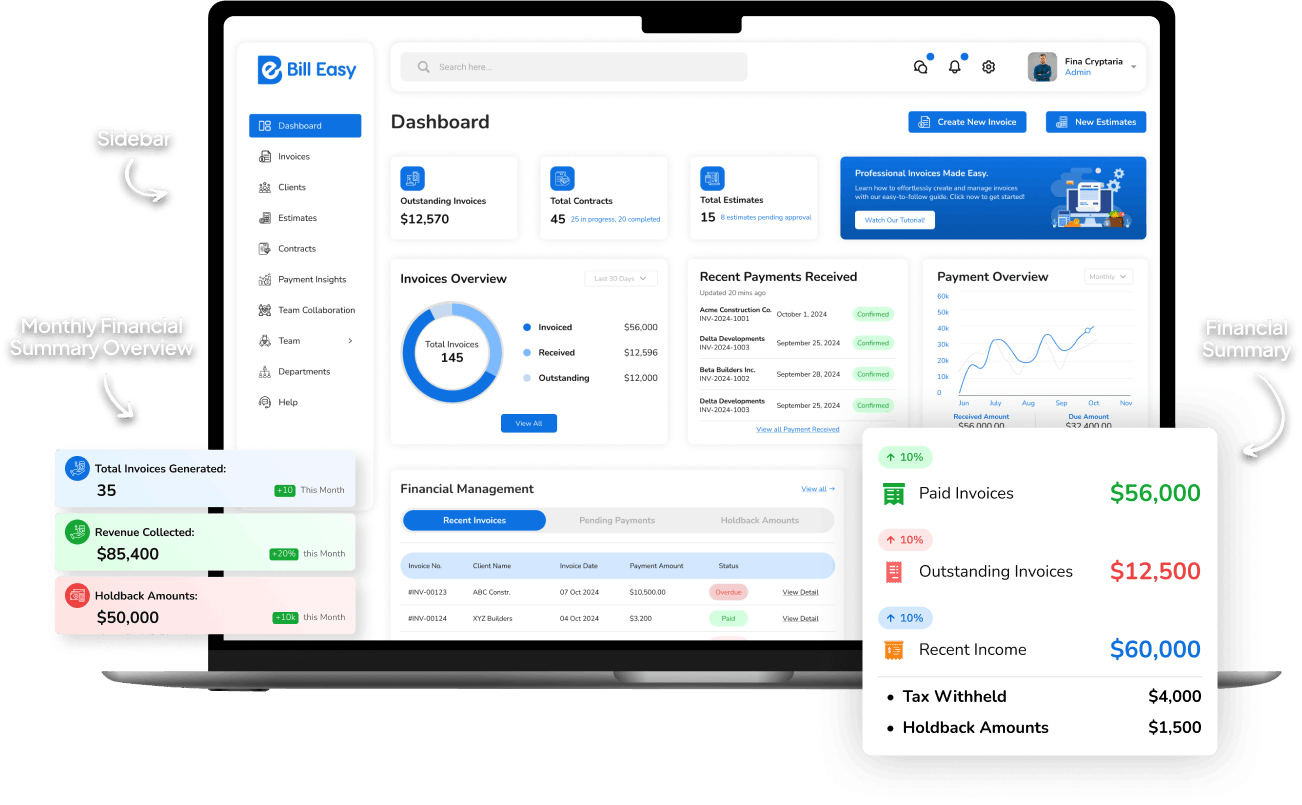 Bill Easy
Search here...
Fina Cryptaria
Admin
Sidebar
Dashboard
Invoices
Clients
Estimates
Contracts
Payment Insights
Team Collaboration
Team
Departments
Help
Dashboard
Create New Invoice
New Estimates
Outstanding Invoices
$12,570
Total Contracts
45 25 in progress, 20 completed
Total Estimates
15 8 estimates pending approval
Professional Invoices Made Easy.
Learn how to effortlessly create and manage invoices
with our easy-to-follow guide. Click now to get started!
Watch Our Tutorial!
Invoices Overview
Last 30 Days
Total Invoices
145
Invoiced $56,000
Received $12,596
Outstanding $12,000
View All
Recent Payments Received
Updated 20 mins ago
Acme Construction Co.
INV-2024-1001
October 1, 2024
Confirmed
Delta Developments
INV-2024-1003
September 25, 2024
Confirmed
Beta Builders Inc.
INV-2024-1002
September 28, 2024
Confirmed
Delta Developments
INV-2024-1003
September 25, 2024
Confirmed
View all Payment Received
Payment Overview
Monthly
60k
50k
40k
30k
20k
10k
0
Jun July Aug Sep Oct Nov
Received Amount Due Amount
$56,000.00 $32,400.00
Monthly Financial
Summary Overview
Financial
Summary
Total Invoices Generated:
35 +10 This Month
Revenue Collected:
$85,400 +20% this Month
Holdback Amounts:
$50,000 +10k this Month
Financial Management
View all →
Recent Invoices Pending Payments Holdback Amounts
Invoice No. Client Name Invoice Date Payment Amount Status
#INV-00123 ABC Constr. 07 Oct 2024 $10,500.00 Overdue View Detail
#INV-00124 XYZ Builders 04 Oct 2024 $3,200 Paid View Detail
↑ 10%
Paid Invoices $56,000
↑ 10%
Outstanding Invoices $12,500
↑ 10%
Recent Income $60,000
• Tax Withheld $4,000
• Holdback Amounts $1,500